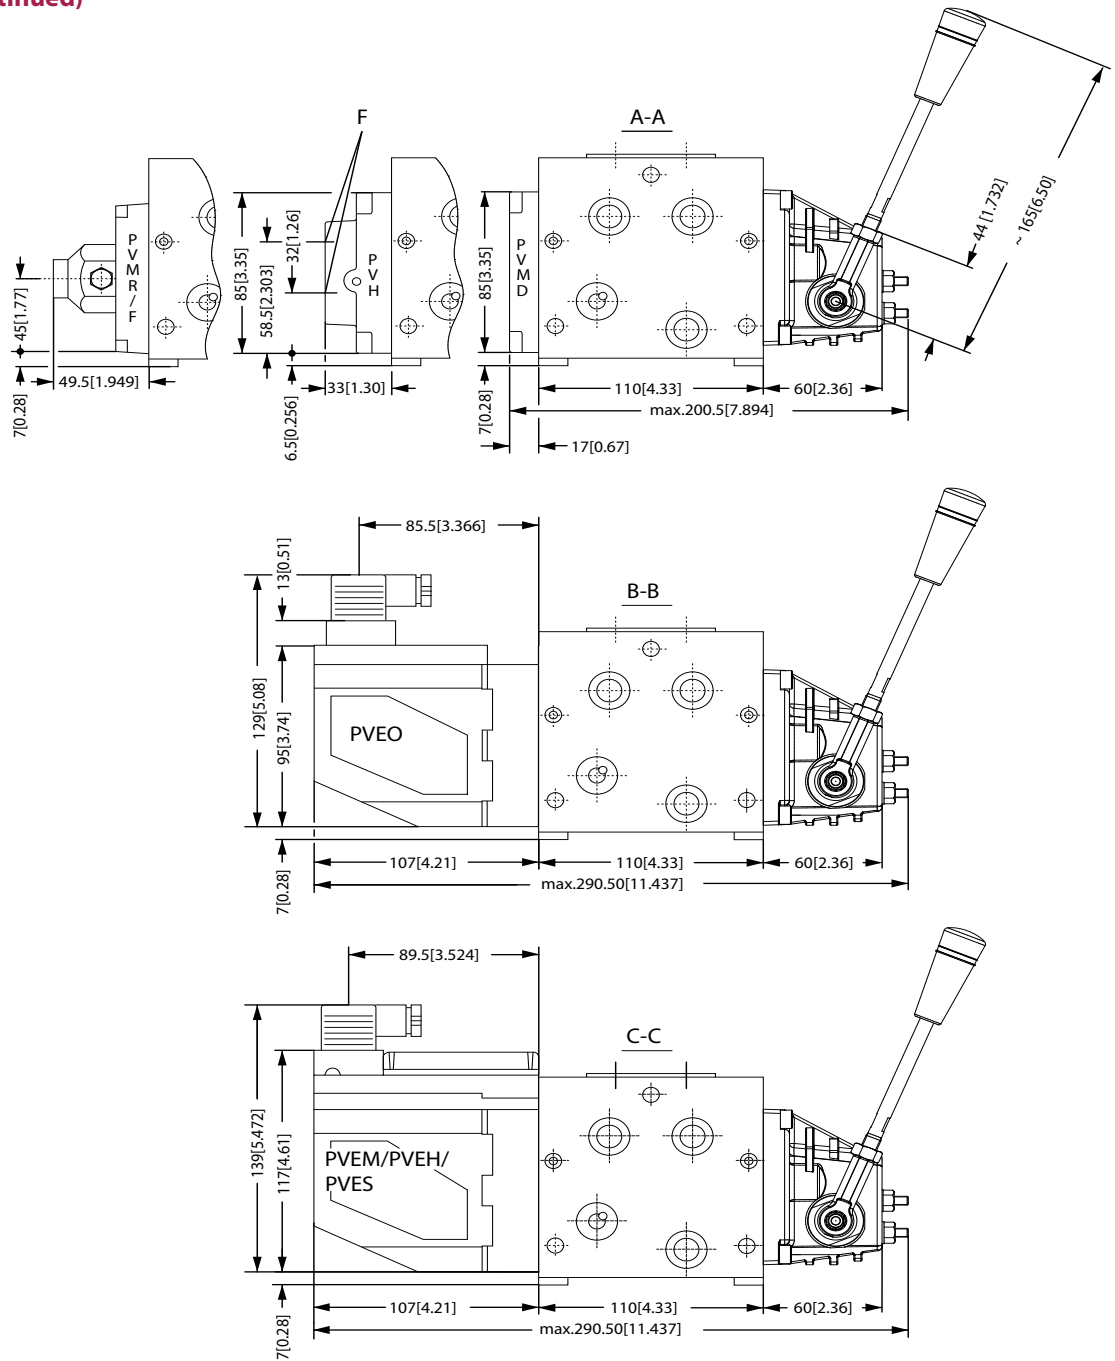 tinued)
F
A-A
PVMR/F
PVH
PVMD
45[1.77]
7[0.28]
49.5[1.949]
85[3.35]
58.5[2.303]
32[1.26]
6.5[0.256]
33[1.30]
85[3.35]
7[0.28]
110[4.33]
60[2.36]
max.200.5[7.894]
17[0.67]
44 [1.732]
~ 165[6.50]
85.5[3.366]
13[0.51]
B-B
129[5.08]
95[3.74]
PVEO
7[0.28]
107[4.21]
110[4.33]
60[2.36]
max.290.50[11.437]
89.5[3.524]
C-C
139[5.472]
117[4.61]
PVEM/PVEH/
PVES
7[0.28]
107[4.21]
110[4.33]
60[2.36]
max.290.50[11.437]